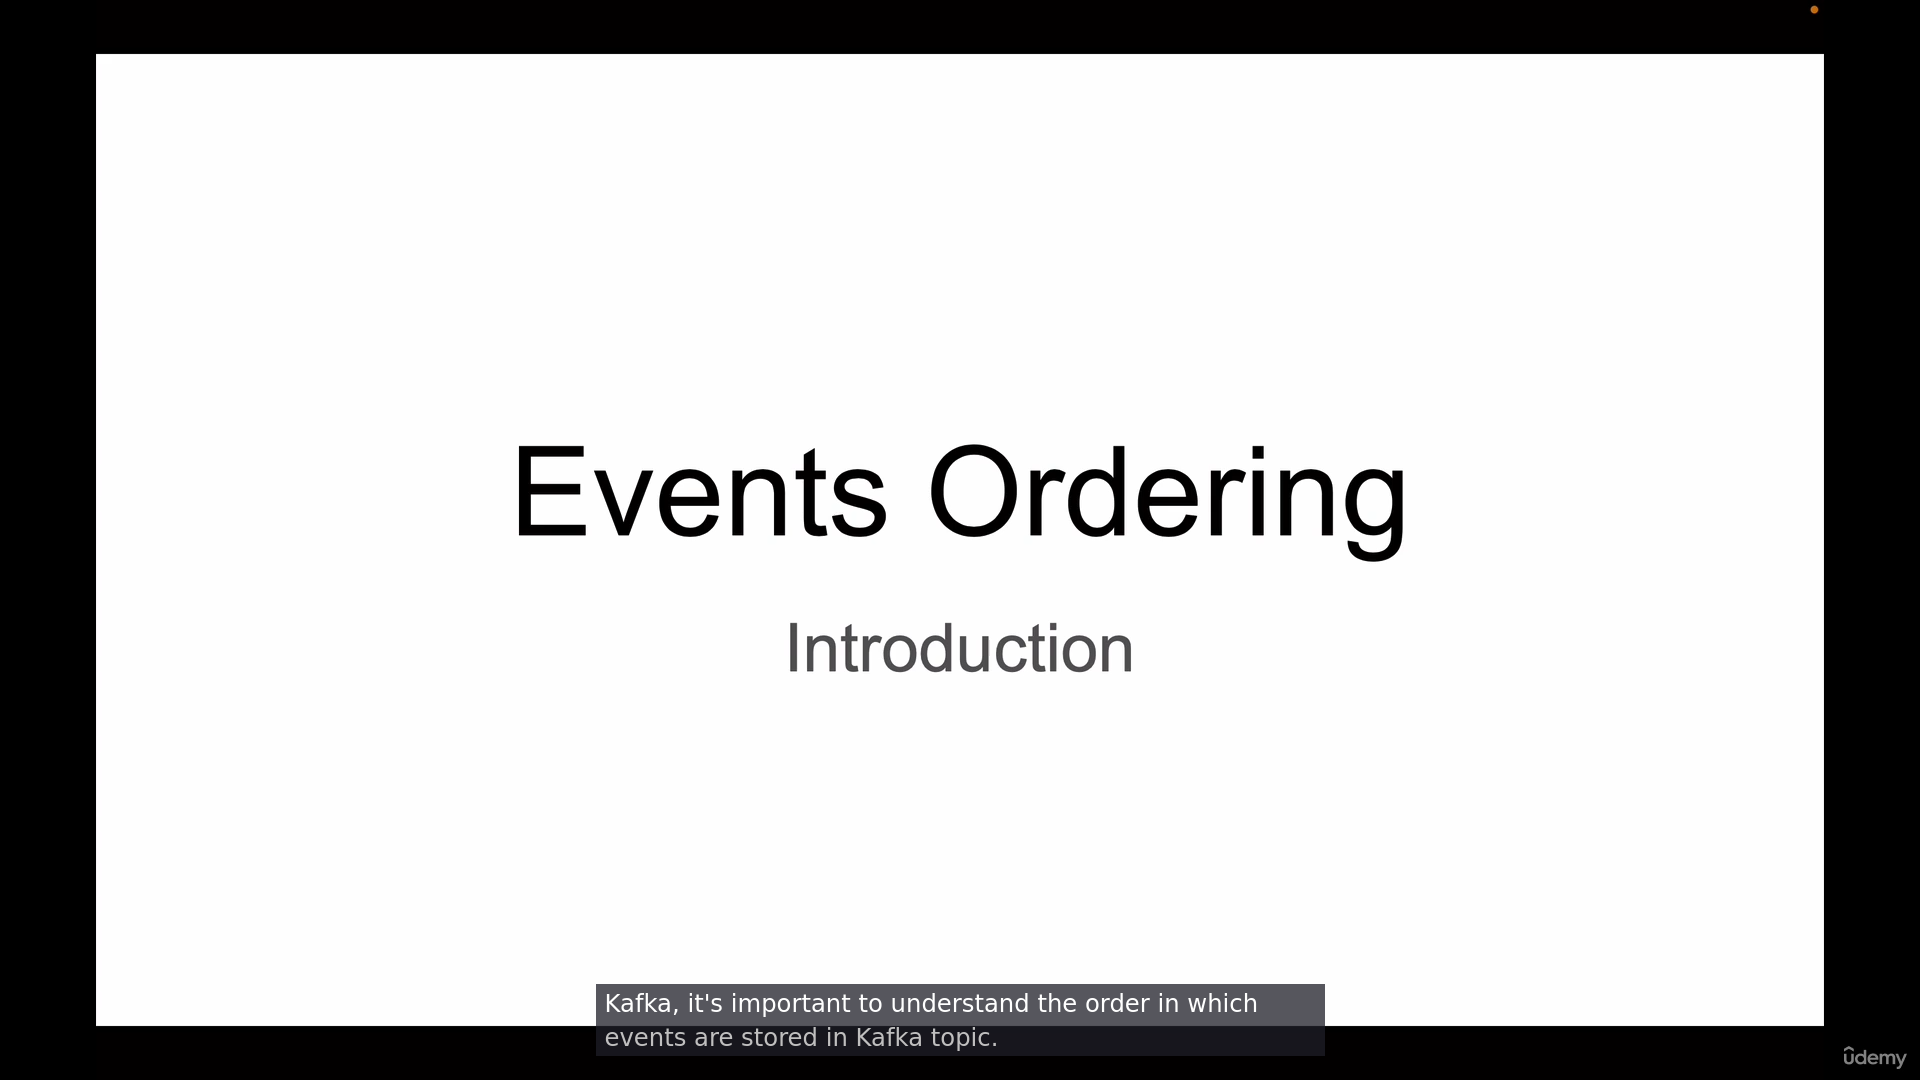 Events Ordering
Introduction
Kafka, it's important to understand the order in which
events are stored in Kafka topic.
ûdemy